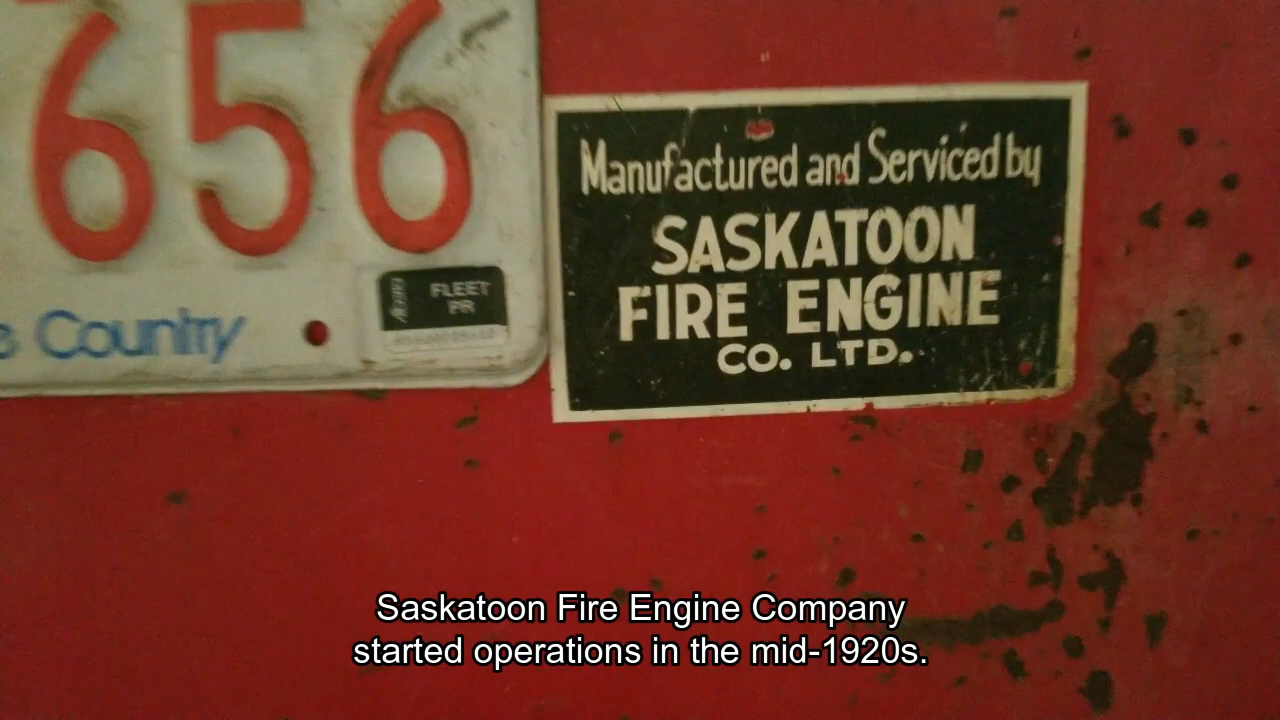 656
Country
FLEET
PR
Manufactured and Serviced by
SASKATOON
FIRE ENGINE
CO. LTD.
Saskatoon Fire Engine Company
started operations in the mid-1920s.